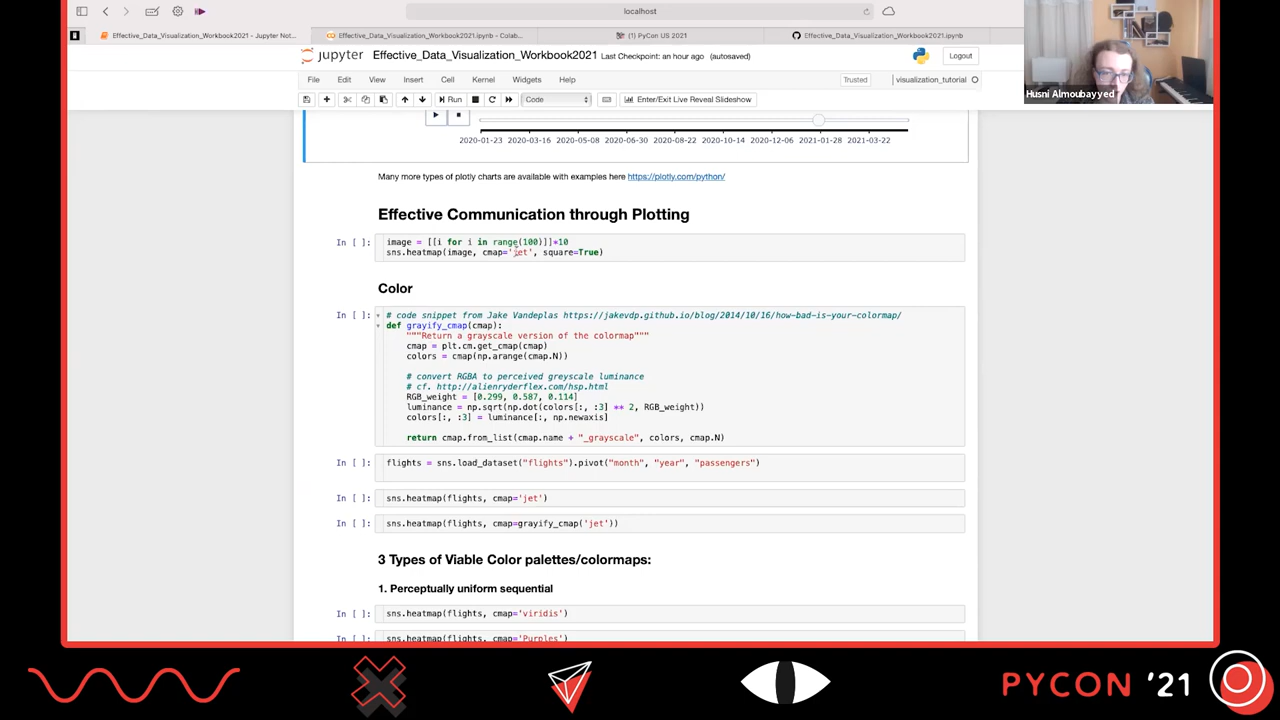 localhost
Effective_Data_Visualization_Workbook2021.ipynb - Jupyter Not...
Effective_Data_Visualization_Workbook2021.ipynb - Colab...
(1) PyCon US 2021
Effective_Data_Visualization_Workbook2021.ipynb
jupyter Effective_Data_Visualization_Workbook2021 Last Checkpoint: an hour ago (autosaved)
Logout
File Edit View Insert Cell Kernel Widgets Help
Trusted
visualization_tutorial
Run
Code
Enter/Exit Live Reveal Slideshow
Husni Almoubayyed
2020-01-23 2020-03-16 2020-05-08 2020-06-30 2020-08-22 2020-10-14 2020-12-06 2021-01-28 2021-03-22
Many more types of plotly charts are available with examples here https://plotly.com/python/
Effective Communication through Plotting
In [ ]: image = [[i for i in range(100)]]*10
sns.heatmap(image, cmap='jet', square=True)
Color
In [ ]: # code snippet from Jake Vandeplas https://jakevdp.github.io/blog/2014/10/16/how-bad-is-your-colormap/
def grayify_cmap(cmap):
"""Return a grayscale version of the colormap"""
cmap = plt.cm.get_cmap(cmap)
colors = cmap(np.arange(cmap.N))
# convert RGBA to perceived greyscale luminance
# cf. http://alienryderflex.com/hsp.html
RGB_weight = [0.299, 0.587, 0.114]
luminance = np.sqrt(np.dot(colors[:, :3] ** 2, RGB_weight))
colors[:, :3] = luminance[:, np.newaxis]
return cmap.from_list(cmap.name + "_grayscale", colors, cmap.N)
In [ ]: flights = sns.load_dataset("flights").pivot("month", "year", "passengers")
In [ ]: sns.heatmap(flights, cmap='jet')
In [ ]: sns.heatmap(flights, cmap=grayify_cmap('jet'))
3 Types of Viable Color palettes/colormaps:
1. Perceptually uniform sequential
In [ ]: sns.heatmap(flights, cmap='viridis')
In [ ]: sns.heatmap(flights, cmap='Purples')
PYCON '21